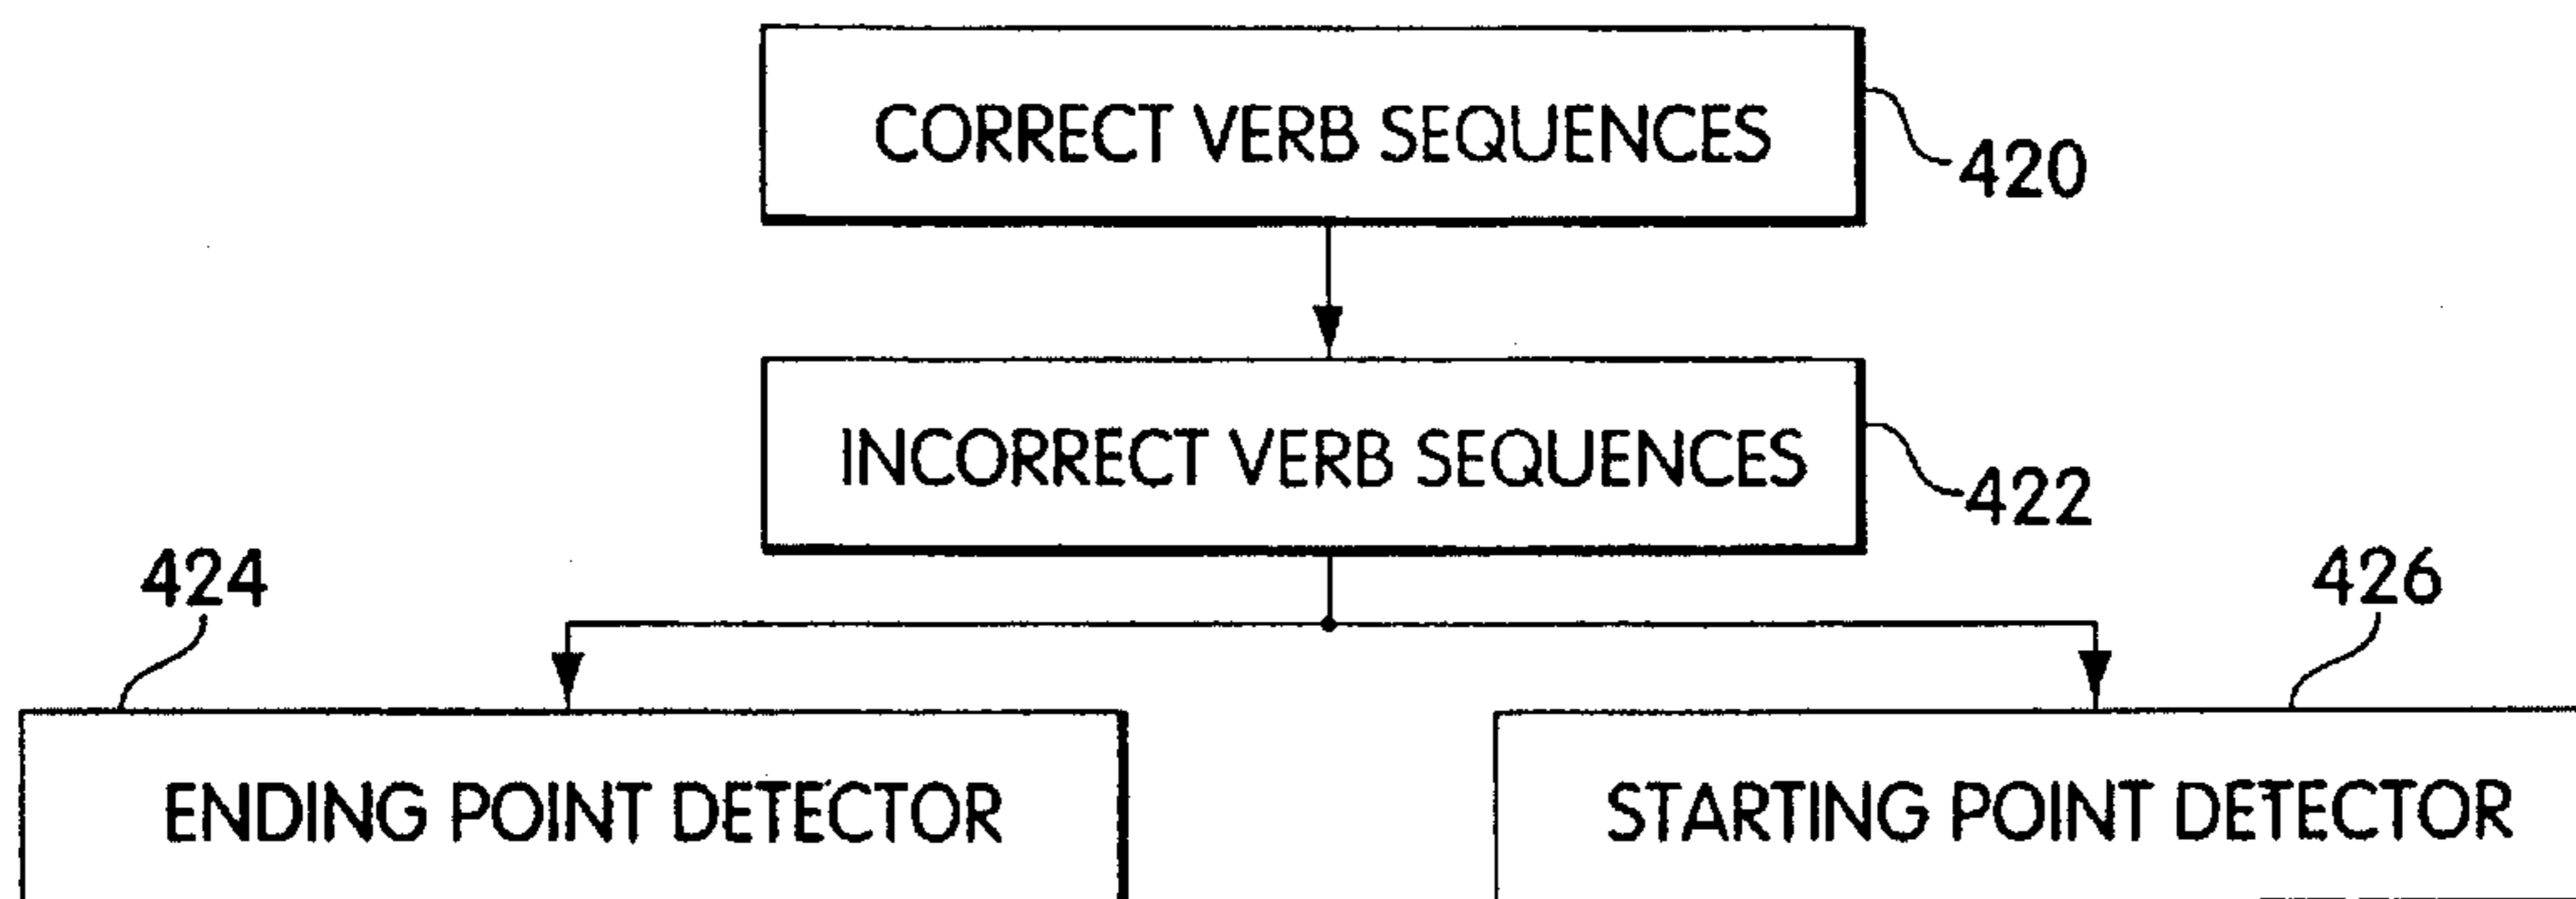 CORRECT VERB SEQUENCES
420
INCORRECT VERB SEQUENCES
422
424
426
ENDING POINT DETECTOR
STARTING POINT DETECTOR